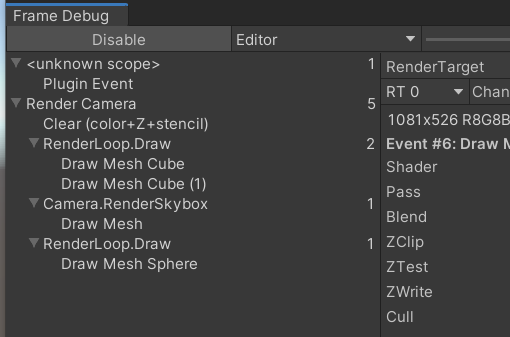 Frame Debug
Disable
Editor
<unknown scope> 1
Plugin Event
Render Camera 5
Clear (color+Z+stencil)
RenderLoop.Draw 2
Draw Mesh Cube
Draw Mesh Cube (1)
Camera.RenderSkybox 1
Draw Mesh
RenderLoop.Draw 1
Draw Mesh Sphere
RenderTarget
RT 0 Chan
1081x526 R8G8B
Event #6: Draw M
Shader
Pass
Blend
ZClip
ZTest
ZWrite
Cull